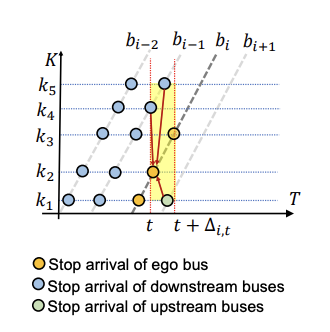 b_{i-2} b_{i-1} b_i b_{i+1}
K
k_5
k_4
k_3
k_2
k_1
T
t t + Δ_{i,t}
Stop arrival of ego bus
Stop arrival of downstream buses
Stop arrival of upstream buses